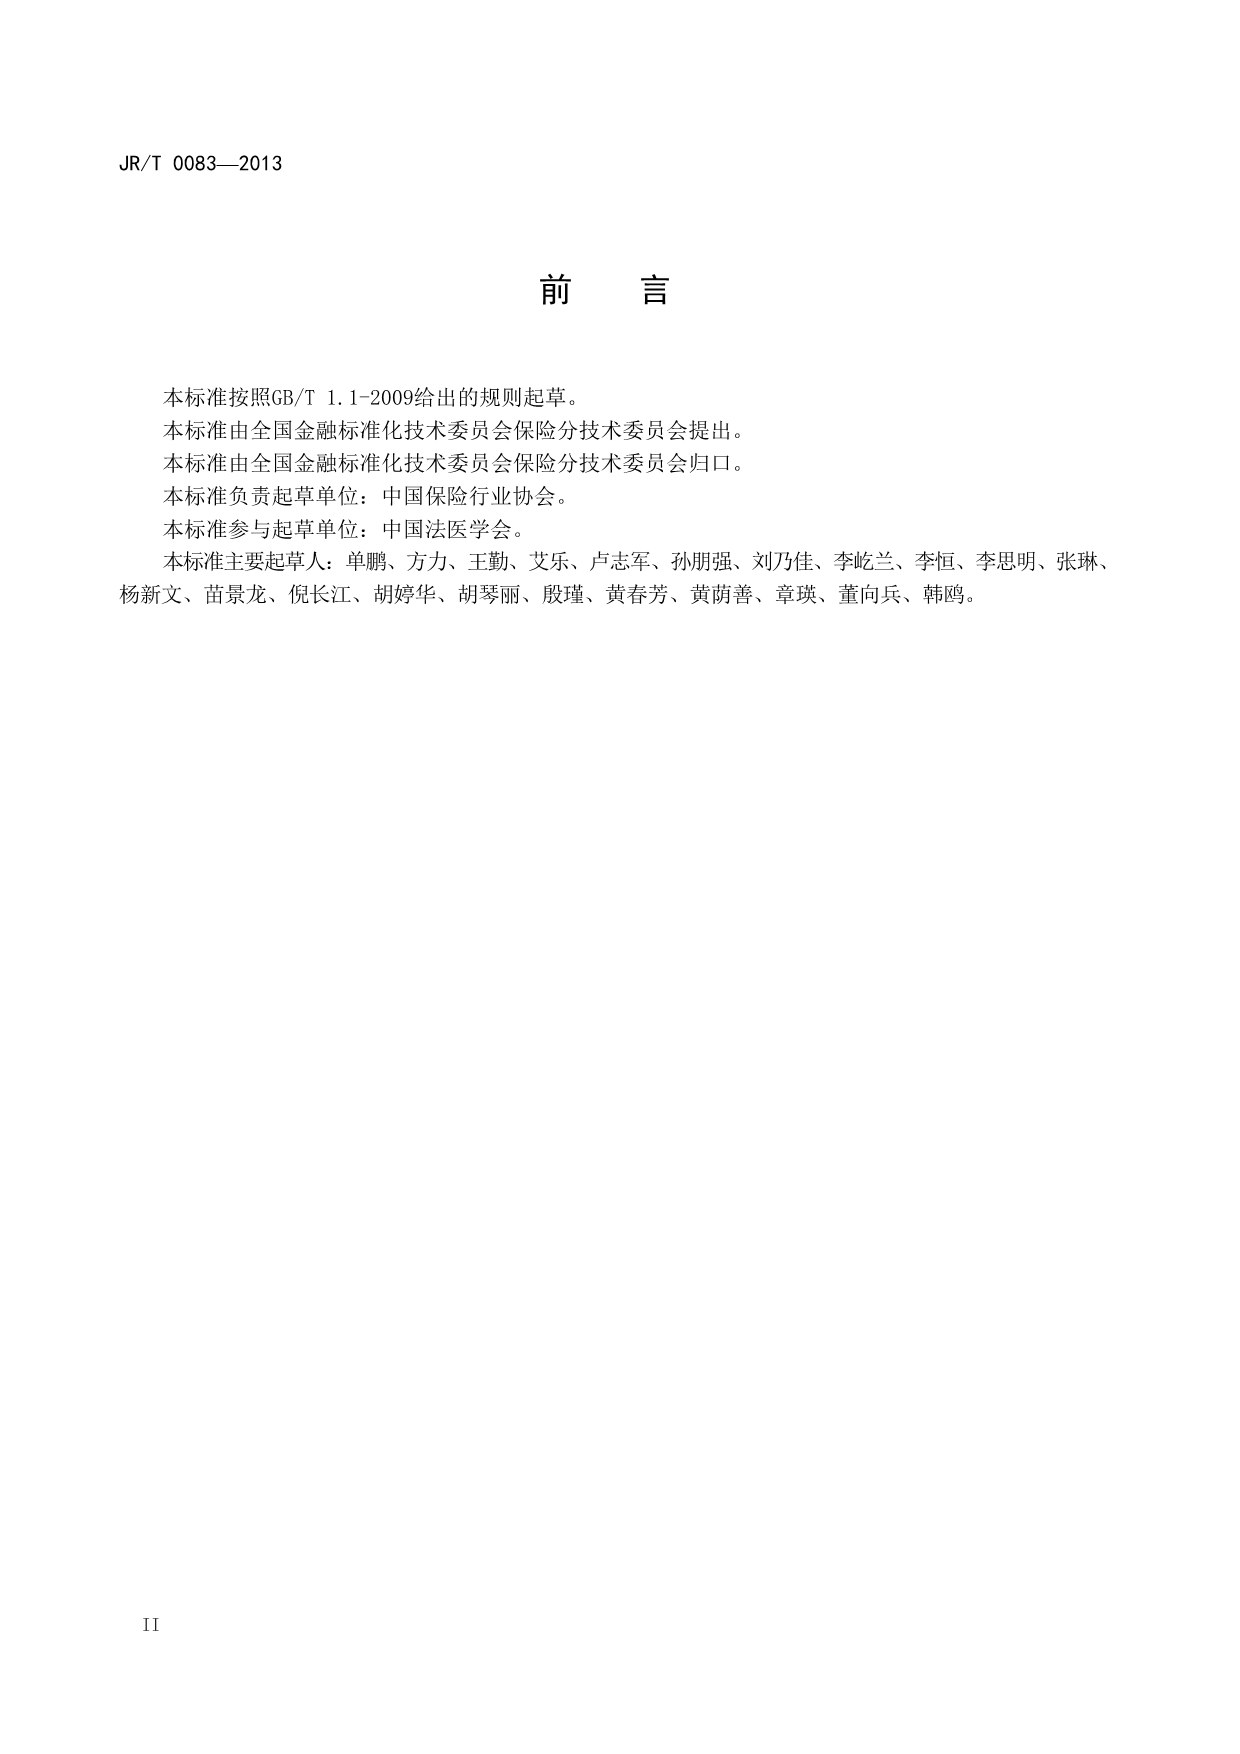 JR/T 0083—2013
前 言
本标准按照GB/T 1.1-2009给出的规则起草。
本标准由全国金融标准化技术委员会保险分技术委员会提出。
本标准由全国金融标准化技术委员会保险分技术委员会归口。
本标准负责起草单位：中国保险行业协会。
本标准参与起草单位：中国法医学会。
本标准主要起草人：单鹏、方力、王勤、艾乐、卢志军、孙朋强、刘乃佳、李屹兰、李恒、李思明、张琳、
杨新文、苗景龙、倪长江、胡婷华、胡琴丽、殷瑾、黄春芳、黄荫善、章瑛、董向兵、韩鸥。
II